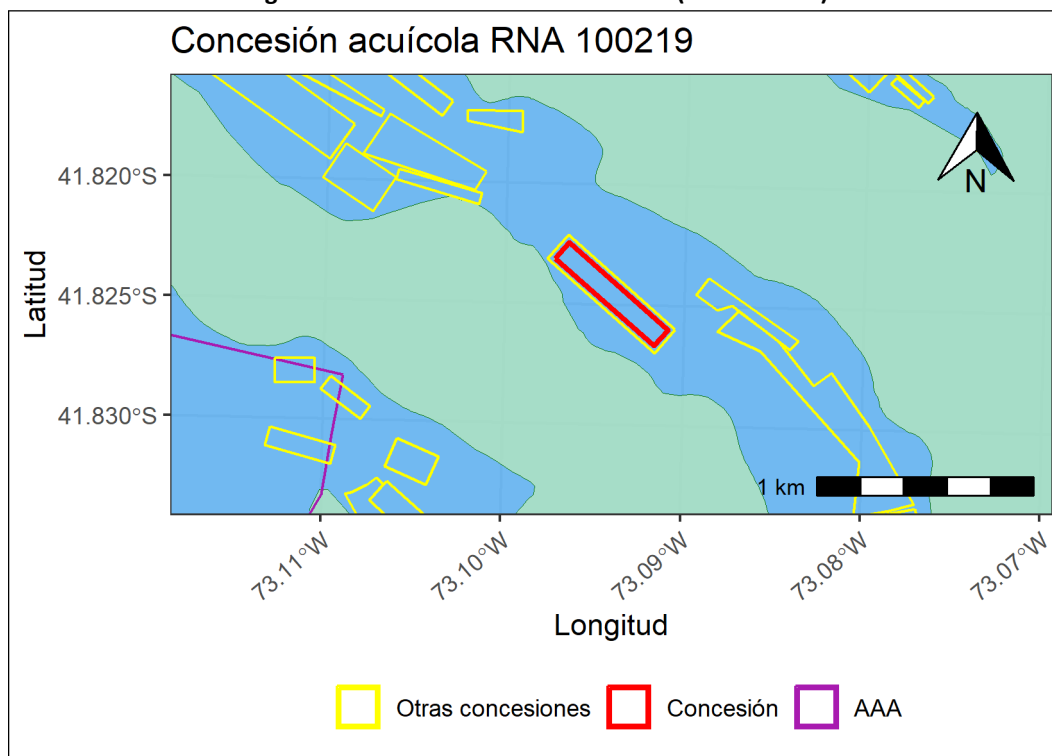 Concesión acuícola RNA 100219
N
41.820°S
41.825°S
41.830°S
Latitud
1 km
73.11°W
73.10°W
73.09°W
73.08°W
73.07°W
Longitud
Otras concesiones
Concesión
AAA